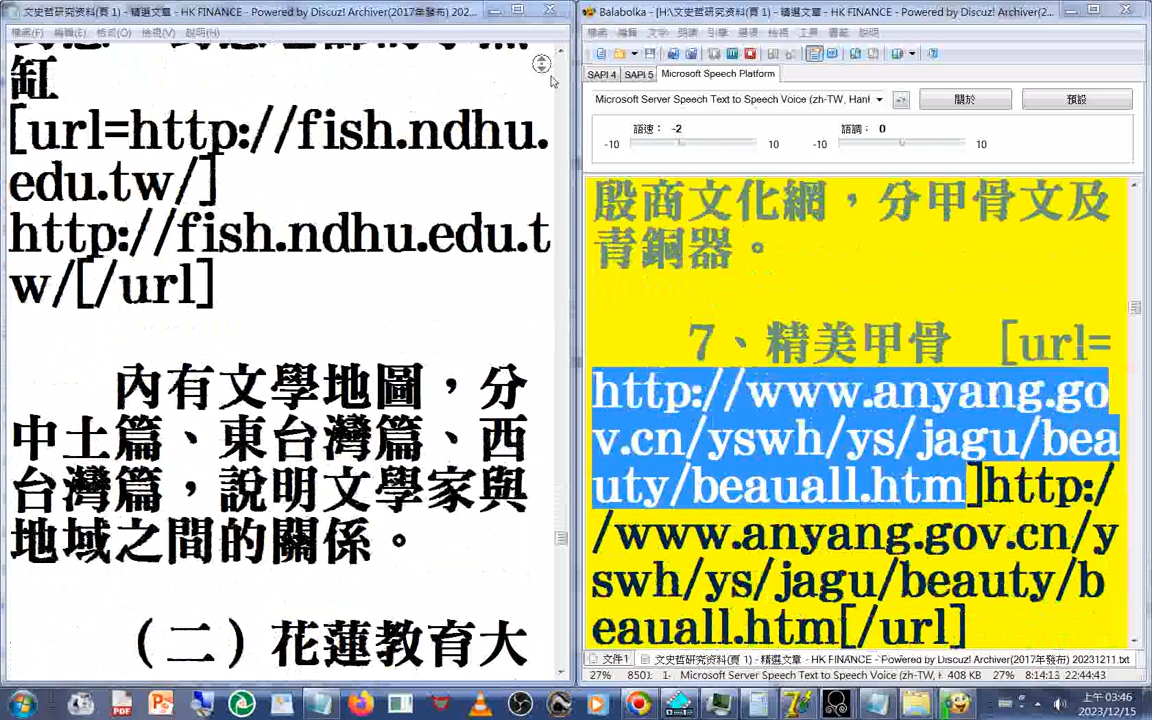 文史哲研究资料(頁 1) - 精選文章 - HK FINANCE - Powered by Discuz! Archiver(2017年發布) 202...
檔案(F) 編輯(E) 格式(O) 檢視(V) 說明(H)
缸
[url=http://fish.ndhu.
edu.tw/]
http://fish.ndhu.edu.t
w/[/url]
內有文學地圖，分
中土篇、東台灣篇、西
台灣篇，說明文學家與
地域之間的關係。
（二）花蓮教育大
Balabolka - [H:\文史哲研究资料(頁 1) - 精選文章 - HK FINANCE - Powered by Discuz! Archiver(2...
檔案 編輯 文字 朗讀 引擎 選項 檢視 工具 書籤 說明
SAPI 4 SAPI 5 Microsoft Speech Platform
Microsoft Server Speech Text to Speech Voice (zh-TW, Han
關於
預設
語速： -2
語調： 0
-10 10 -10 10
殷商文化網，分甲骨文及
青銅器。
7、精美甲骨 [url=
http://www.anyang.go
v.cn/yswh/ys/jagu/bea
uty/beauall.htm]http:/
/www.anyang.gov.cn/y
swh/ys/jagu/beauty/b
eauall.htm[/url]
文件1 文史哲研究资料(頁 1) - 精選文章 - HK FINANCE - Powered by Discuz! Archiver(2017年發布) 20231211.txt
27% 850): 1- Microsoft Server Speech Text to Speech Voice (zh-TW, H 408 KB 27% 8:14:13 22:44:43
上午 03:46
2023/12/15